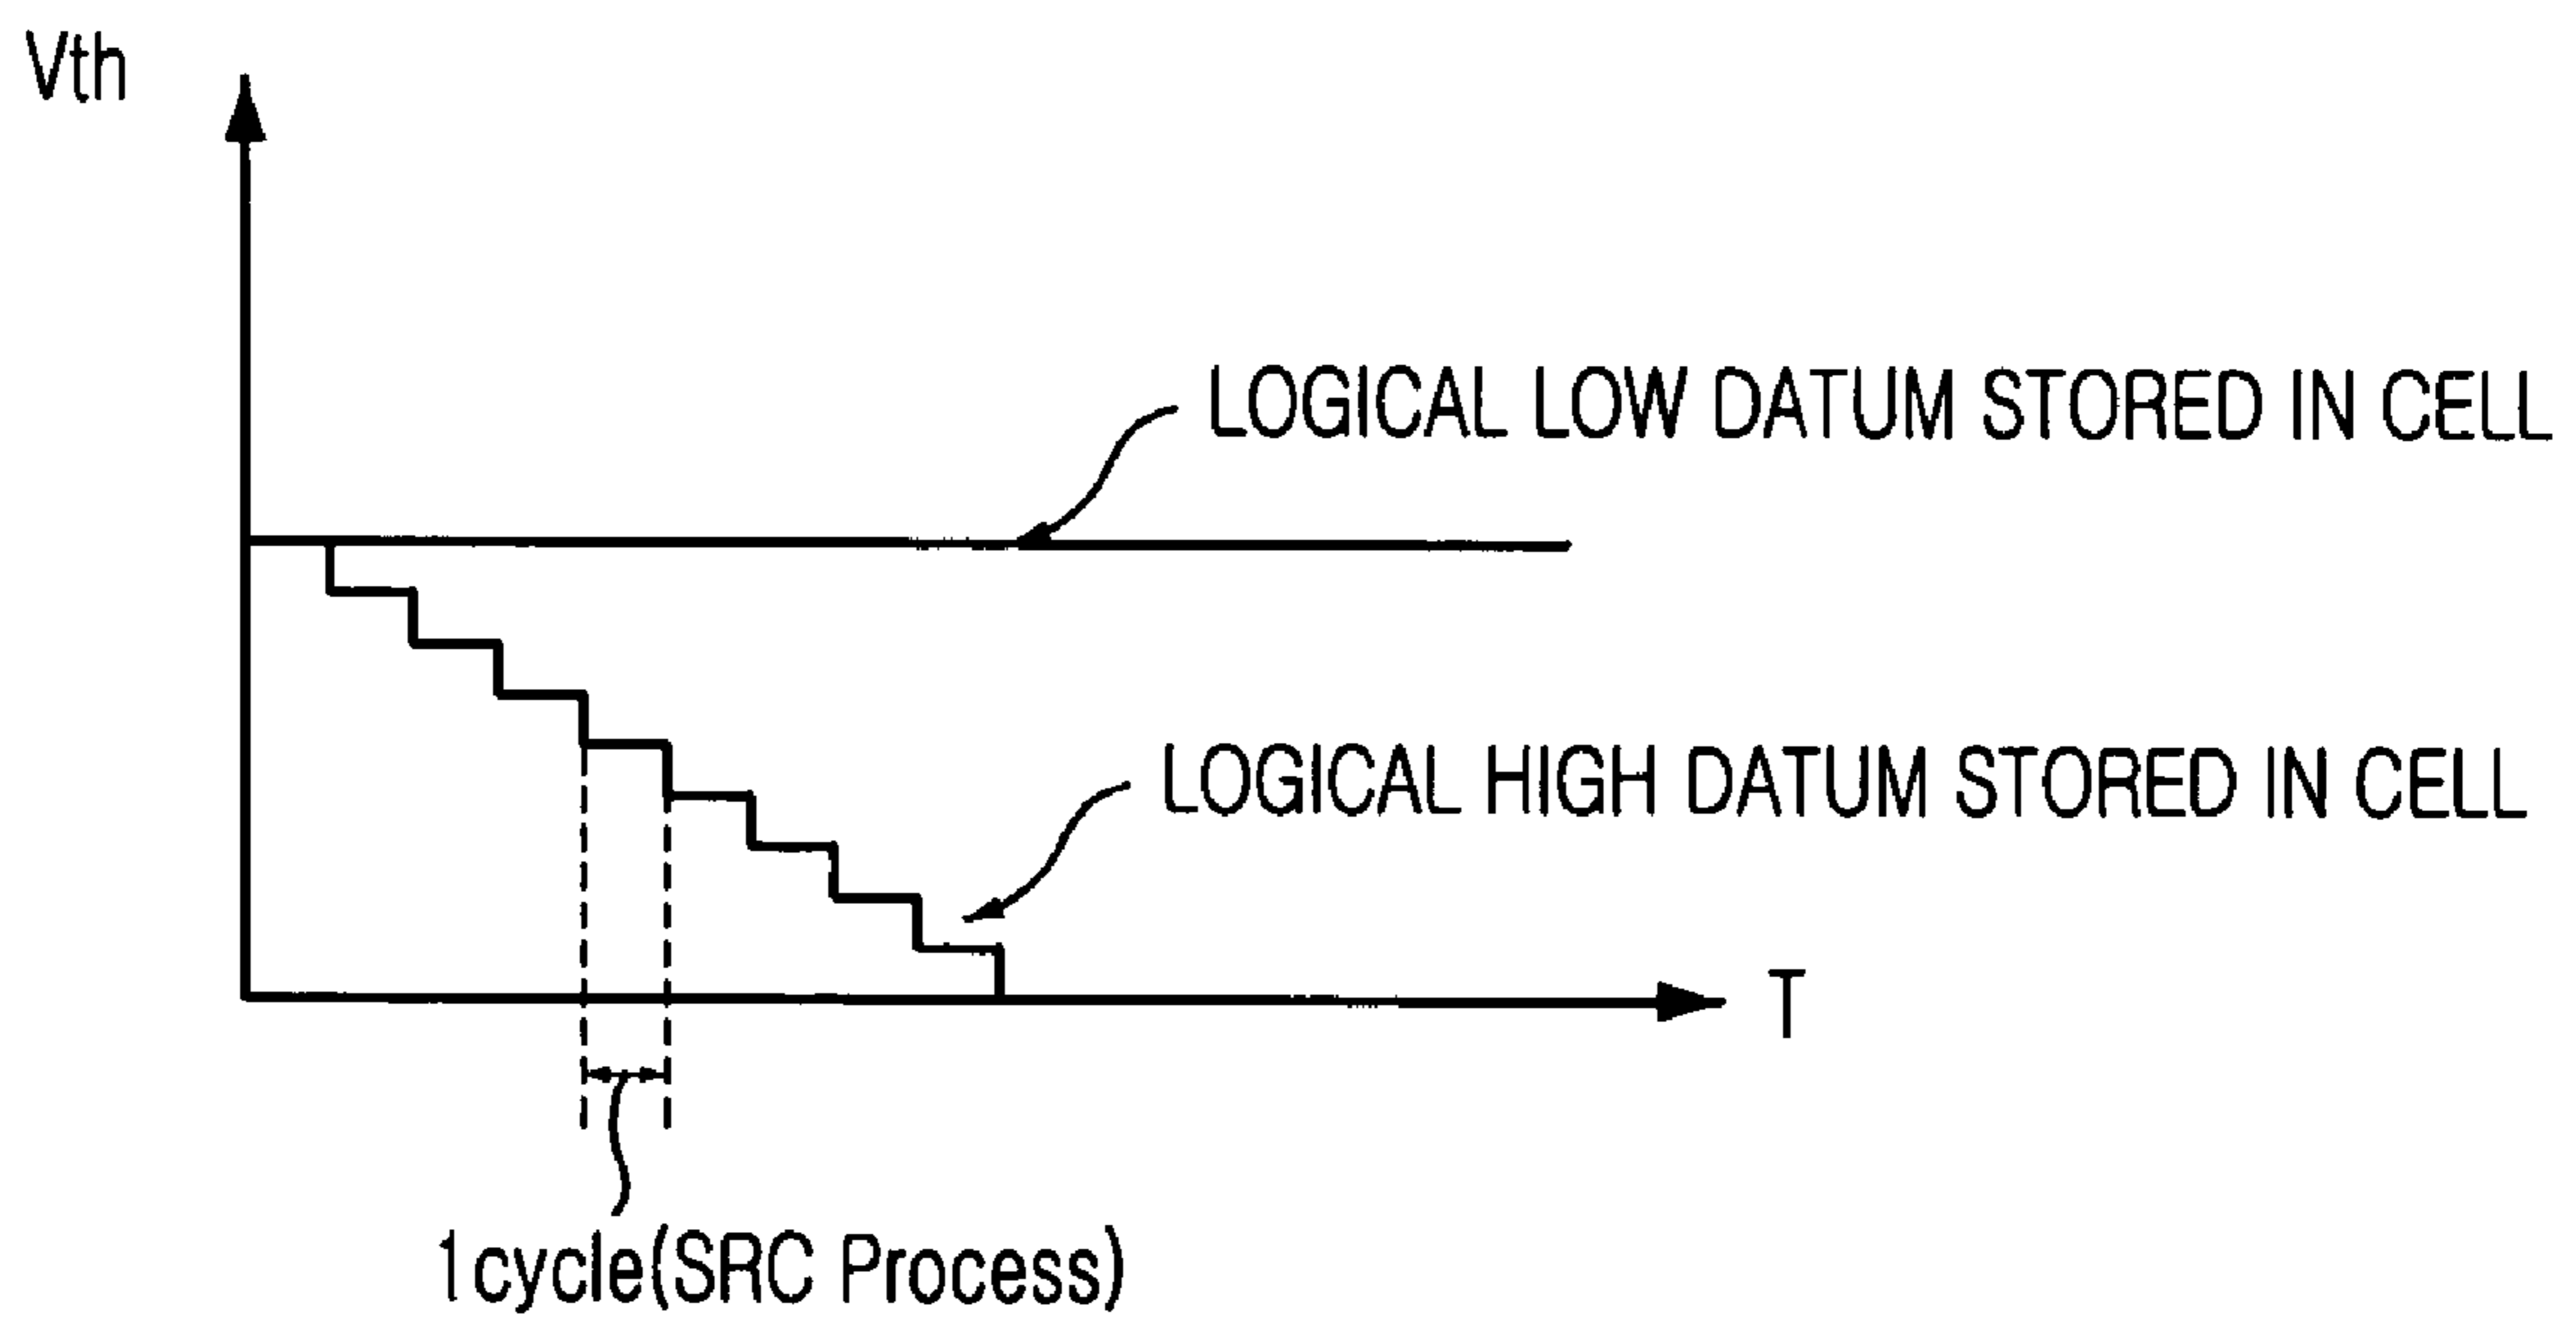 Vth
LOGICAL LOW DATUM STORED IN CELL
LOGICAL HIGH DATUM STORED IN CELL
T
1cycle(SRC Process)